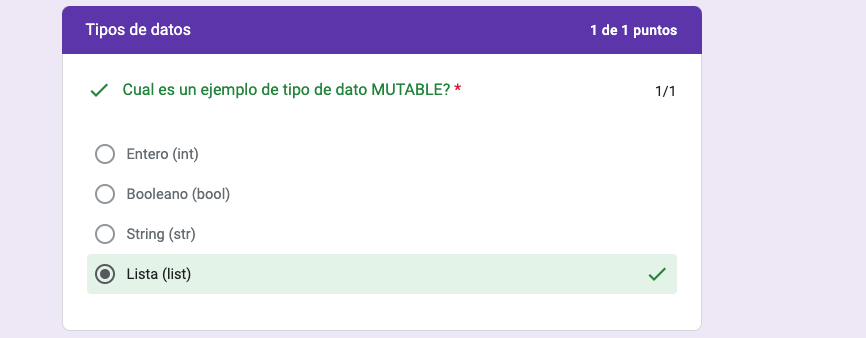 Tipos de datos
1 de 1 puntos
Cual es un ejemplo de tipo de dato MUTABLE? *
1/1
Entero (int)
Booleano (bool)
String (str)
Lista (list)